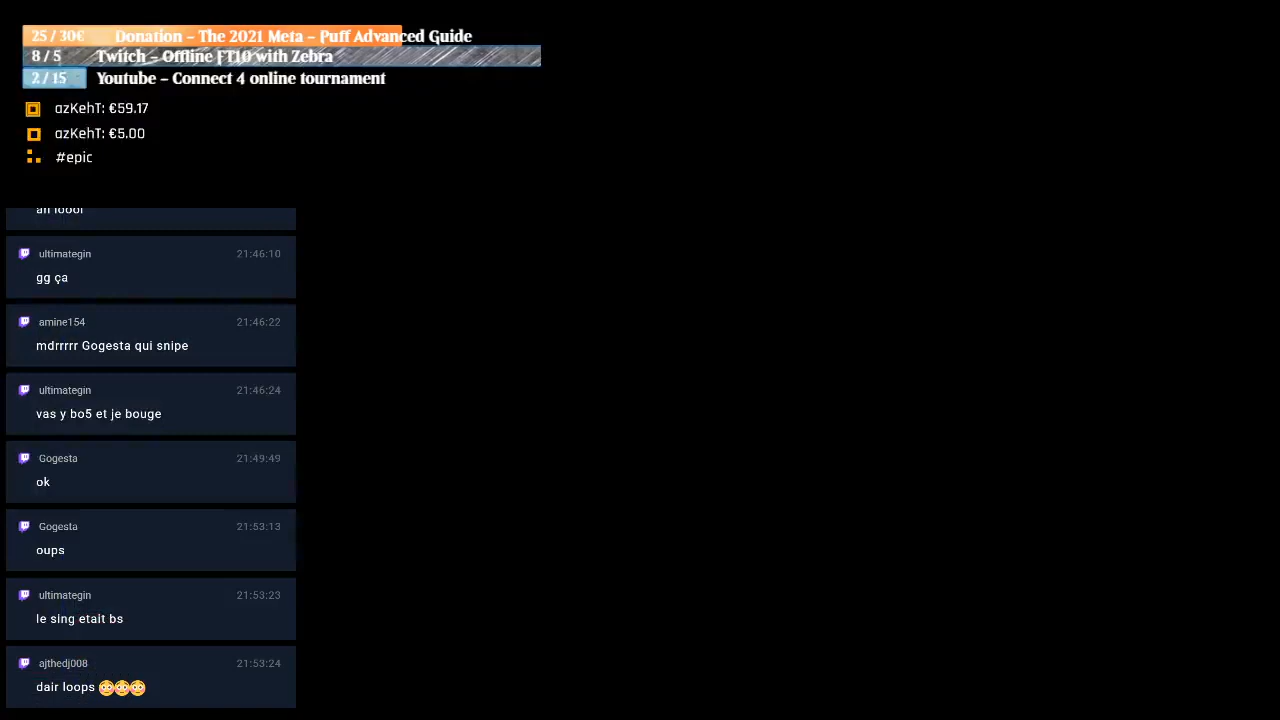 25 / 30€ Donation – The 2021 Meta – Puff Advanced Guide
8 / 5 Twitch – Offline FT10 with Zebra
2 / 15 Youtube – Connect 4 online tournament
azKehT: €59.17
azKehT: €5.00
#epic
ah loool
ultimategin 21:46:10
gg ça
amine154 21:46:22
mdrrrrr Gogesta qui snipe
ultimategin 21:46:24
vas y bo5 et je bouge
Gogesta 21:49:49
ok
Gogesta 21:53:13
oups
ultimategin 21:53:23
le sing etait bs
ajthedj008 21:53:24
dair loops 😳😳😳